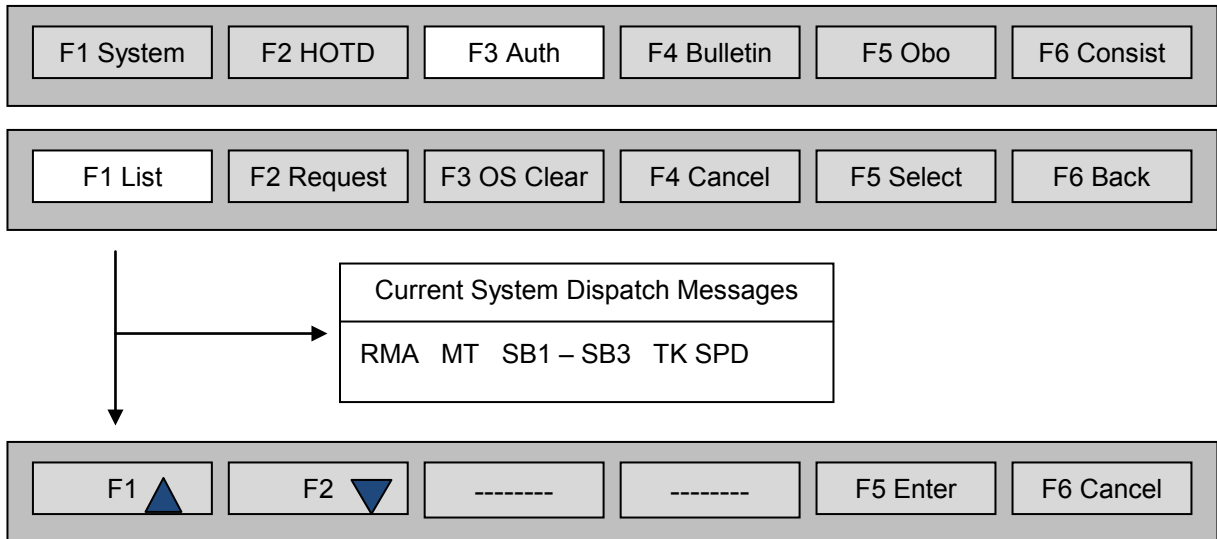 F1 System F2 HOTD F3 Auth F4 Bulletin F5 Obo F6 Consist
F1 List F2 Request F3 OS Clear F4 Cancel F5 Select F6 Back
Current System Dispatch Messages
RMA MT SB1 – SB3 TK SPD
F1 F2 -------- -------- F5 Enter F6 Cancel